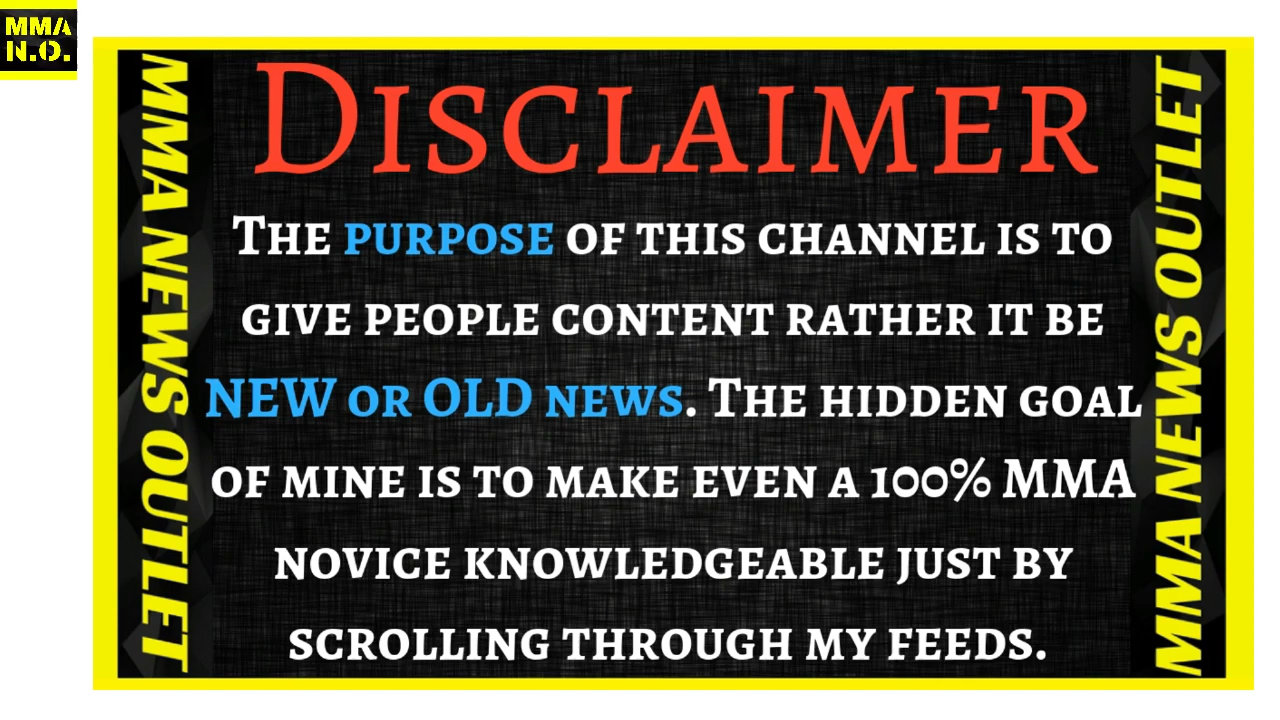 MMA
N.O.
MMA NEWS OUTLET
DISCLAIMER
THE PURPOSE OF THIS CHANNEL IS TO
GIVE PEOPLE CONTENT RATHER IT BE
NEW OR OLD NEWS. THE HIDDEN GOAL
OF MINE IS TO MAKE EVEN A 100% MMA
NOVICE KNOWLEDGEABLE JUST BY
SCROLLING THROUGH MY FEEDS.
MMA NEWS OUTLET